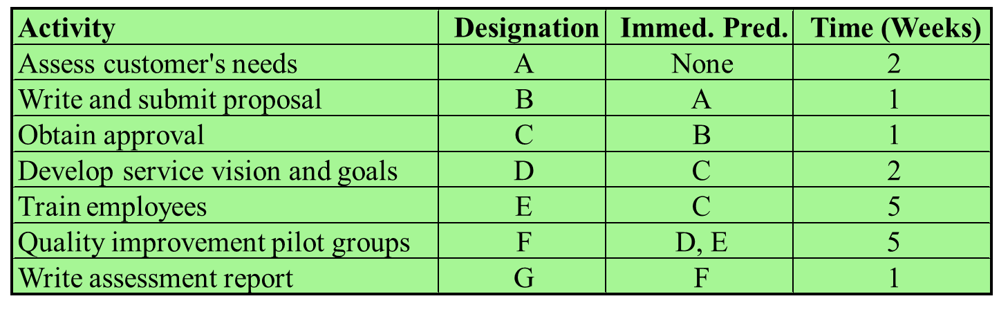 Activity Designation Immed. Pred. Time (Weeks)
Assess customer's needs A None 2
Write and submit proposal B A 1
Obtain approval C B 1
Develop service vision and goals D C 2
Train employees E C 5
Quality improvement pilot groups F D, E 5
Write assessment report G F 1